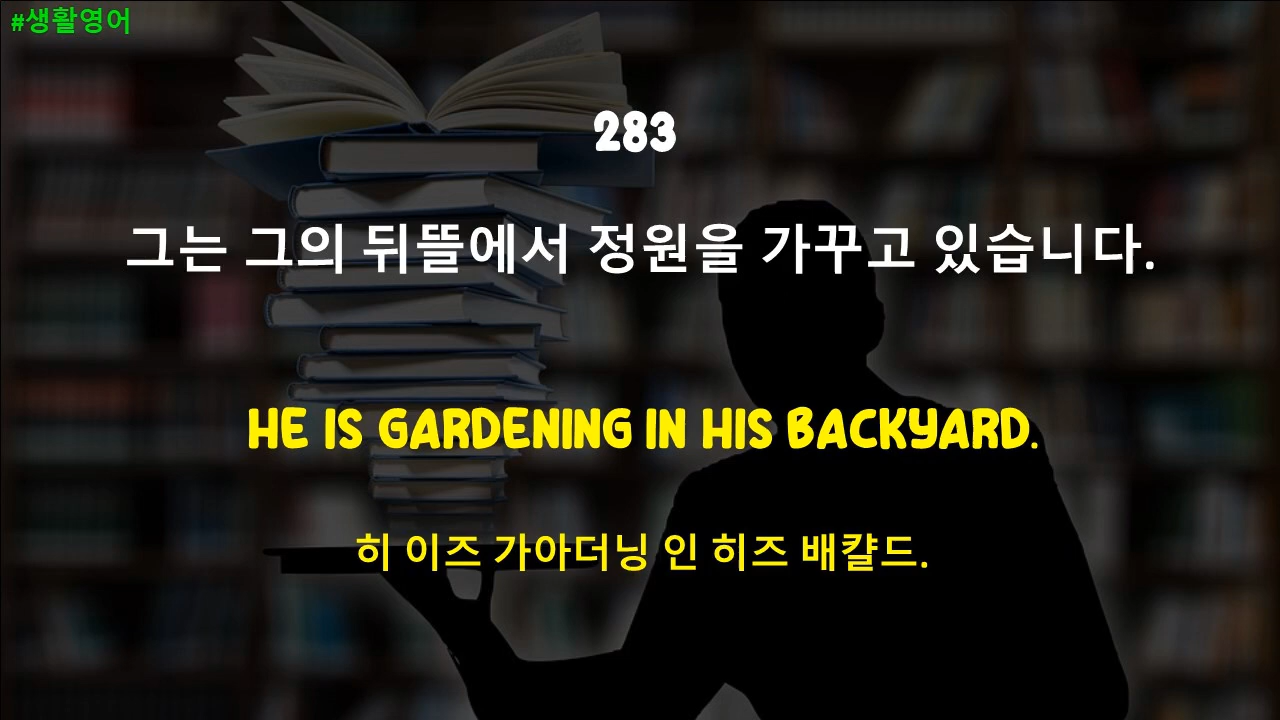 #생활영어
283
그는 그의 뒤뜰에서 정원을 가꾸고 있습니다.
HE IS GARDENING IN HIS BACKYARD.
히 이즈 가아더닝 인 히즈 배캴드.